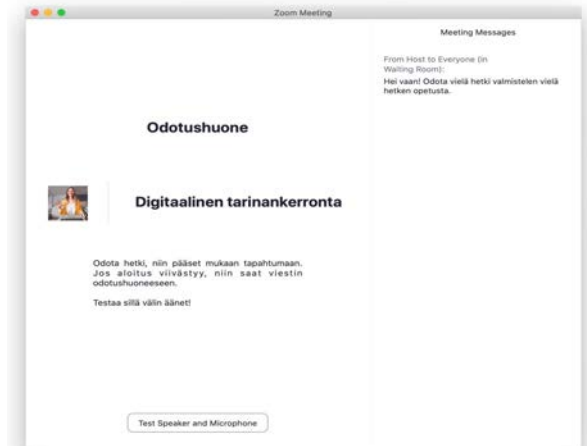 Zoom Meeting
Meeting Messages
From Host to Everyone (in
Waiting Room):
Hei vaan! Odota vielä hetki valmistelen vielä
hetken opetusta.
Odotushuone
Digitaalinen tarinankerronta
Odota hetki, niin pääset mukaan tapahtumaan.
Jos aloitus viivästyy, niin saat viestin
odotushuoneeseen.
Testaa sillä välin äänet!
Test Speaker and Microphone